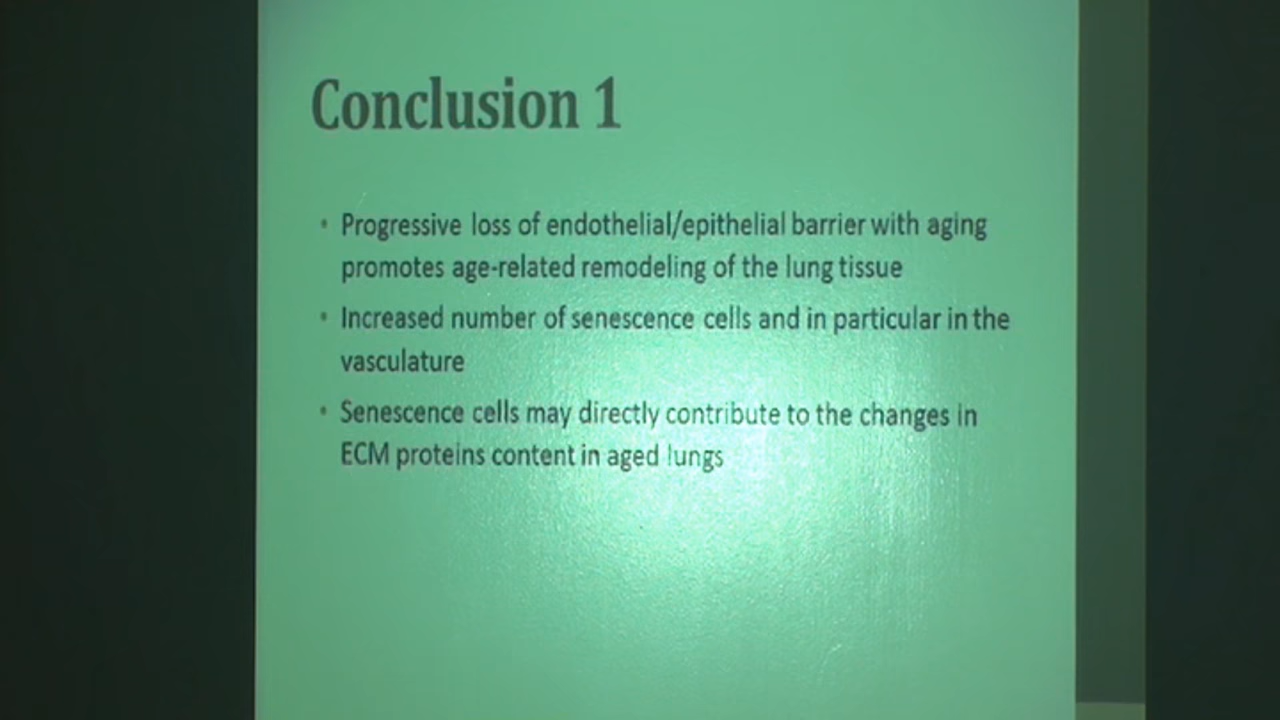 Conclusion 1
• Progressive loss of endothelial/epithelial barrier with aging
promotes age-related remodeling of the lung tissue
• Increased number of senescence cells and in particular in the
vasculature
• Senescence cells may directly contribute to the changes in
ECM proteins content in aged lungs